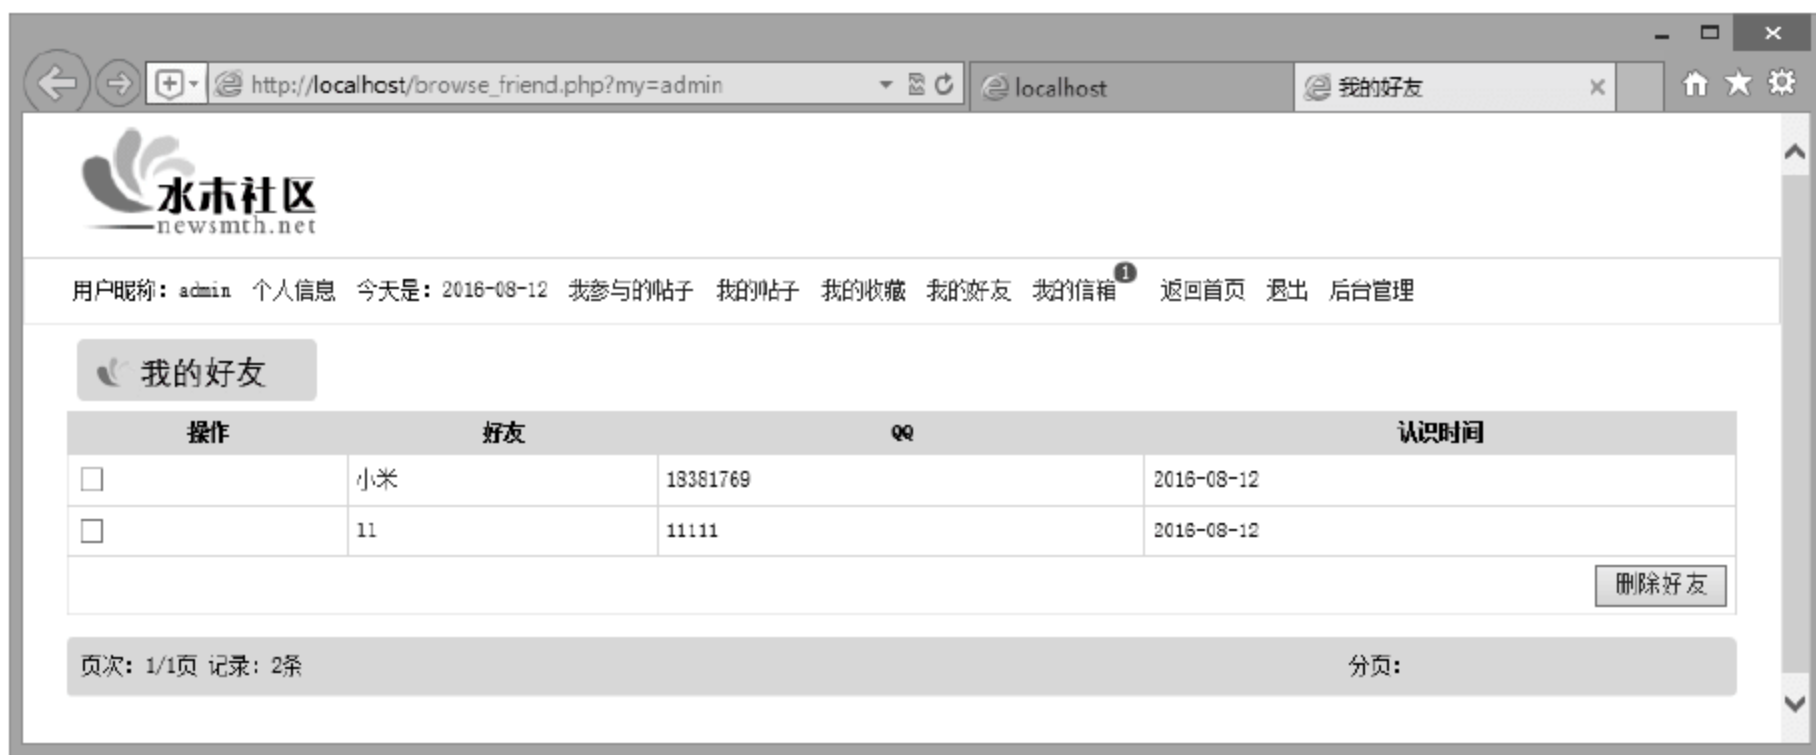 http://localhost/browse_friend.php?my=admin localhost 我的好友
水木社区
newsmth.net
用户昵称：admin 个人信息 今天是：2016-08-12 我参与的帖子 我的帖子 我的收藏 我的好友 我的信箱 1 返回首页 退出 后台管理
我的好友
操作 好友 QQ 认识时间
小米 18381769 2016-08-12
11 11111 2016-08-12
删除好友
页次：1/1页 记录：2条 分页：